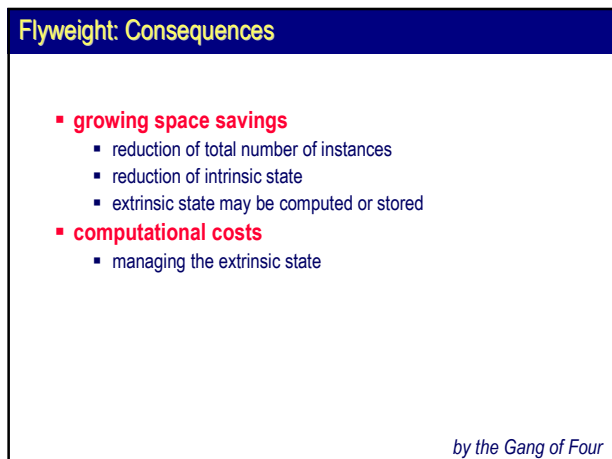 Flyweight: Consequences
▪ growing space savings
▪ reduction of total number of instances
▪ reduction of intrinsic state
▪ extrinsic state may be computed or stored
▪ computational costs
▪ managing the extrinsic state
by the Gang of Four